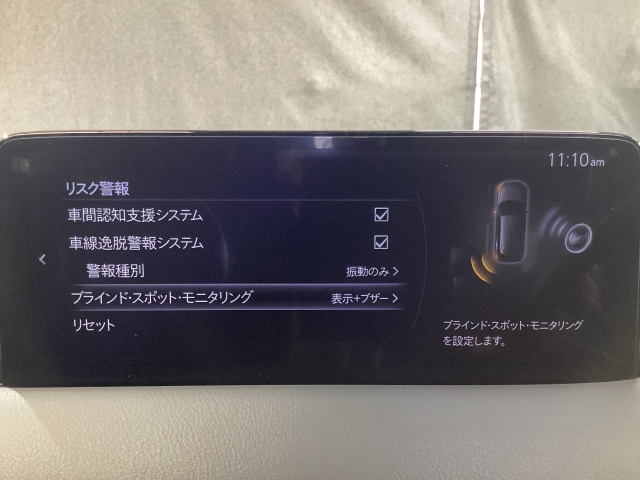 11:10am
リスク警報
車間認知支援システム
車線逸脱警報システム
警報種別 振動のみ
ブラインド・スポット・モニタリング 表示+ブザー
リセット
ブラインド・スポット・モニタリング
を設定します。